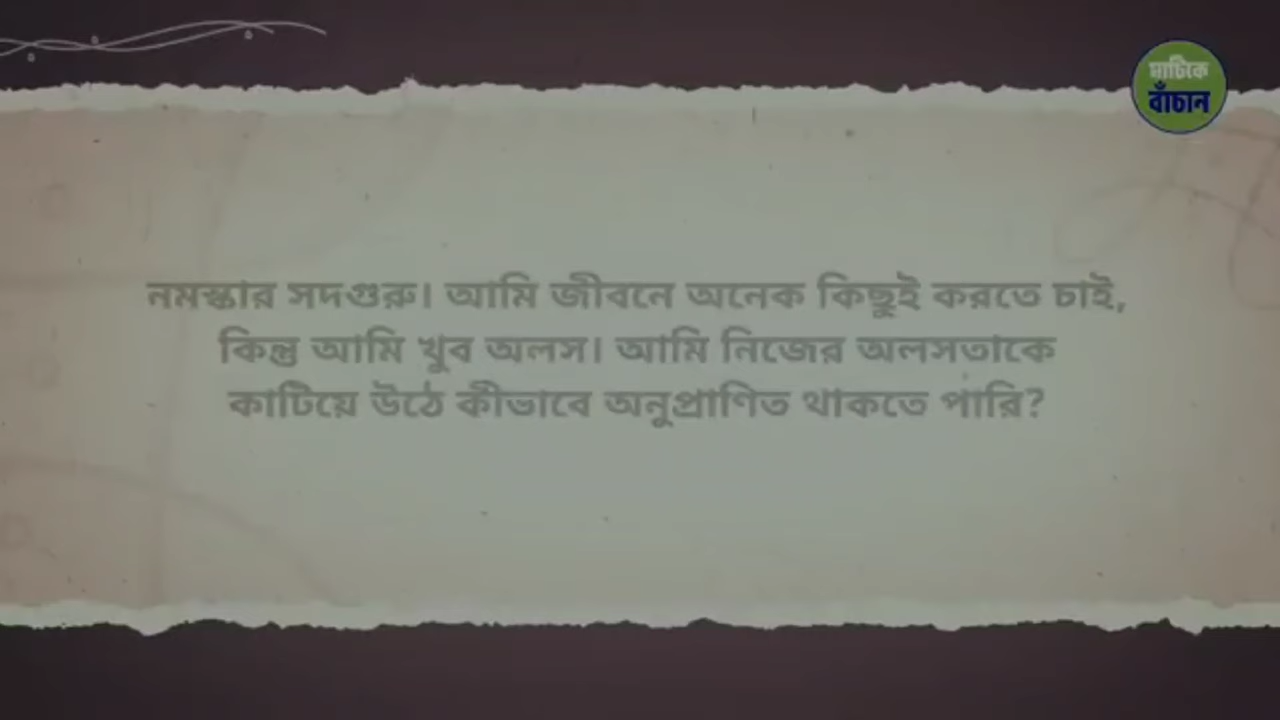 মাটিকে
বাঁচান
নমস্কার সদগুরু। আমি জীবনে অনেক কিছুই করতে চাই,
কিন্তু আমি খুব অলস। আমি নিজের অলসতাকে
কাটিয়ে উঠে কীভাবে অনুপ্রাণিত থাকতে পারি?